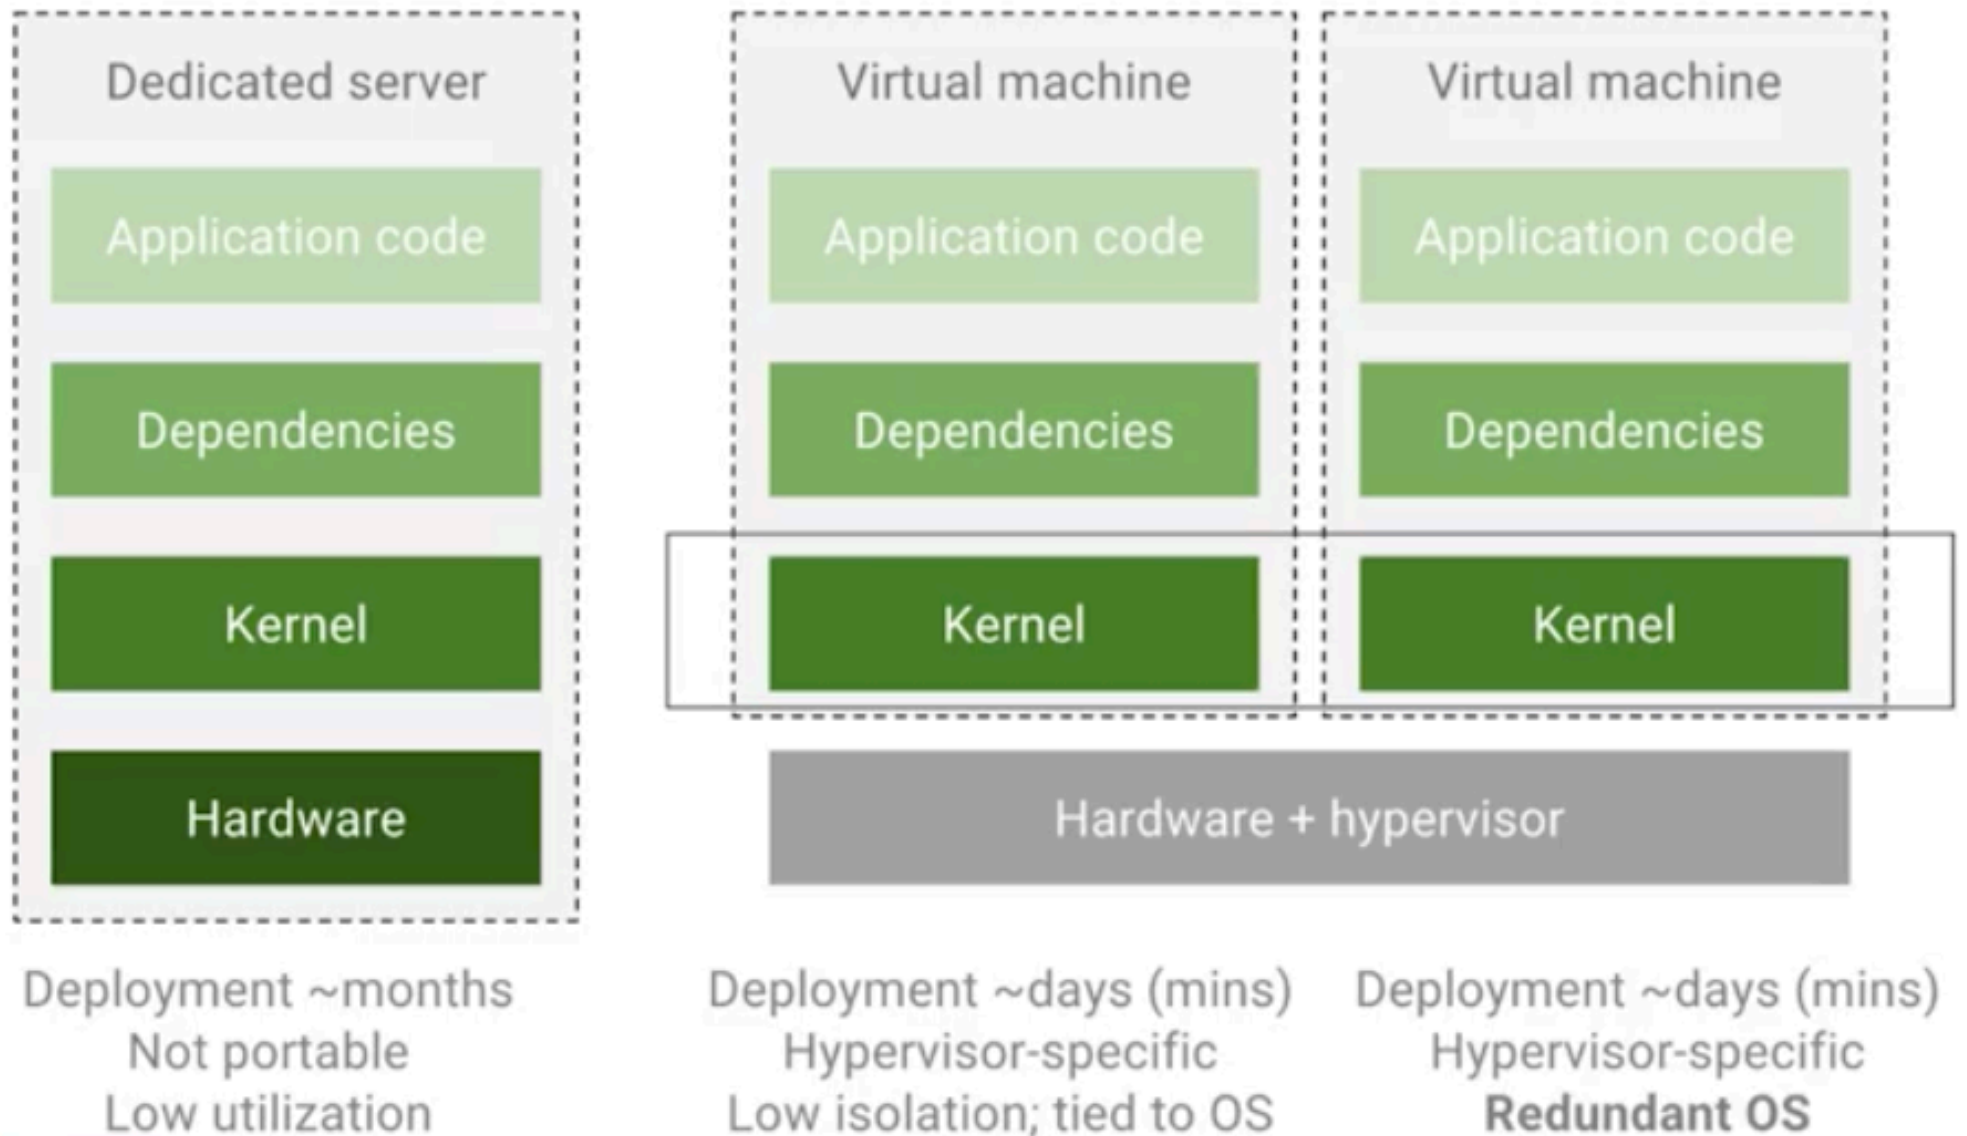 Dedicated server
Application code
Dependencies
Kernel
Hardware
Deployment ~months
Not portable
Low utilization
Virtual machine
Application code
Dependencies
Kernel
Virtual machine
Application code
Dependencies
Kernel
Hardware + hypervisor
Deployment ~days (mins)
Hypervisor-specific
Low isolation; tied to OS
Deployment ~days (mins)
Hypervisor-specific
Redundant OS